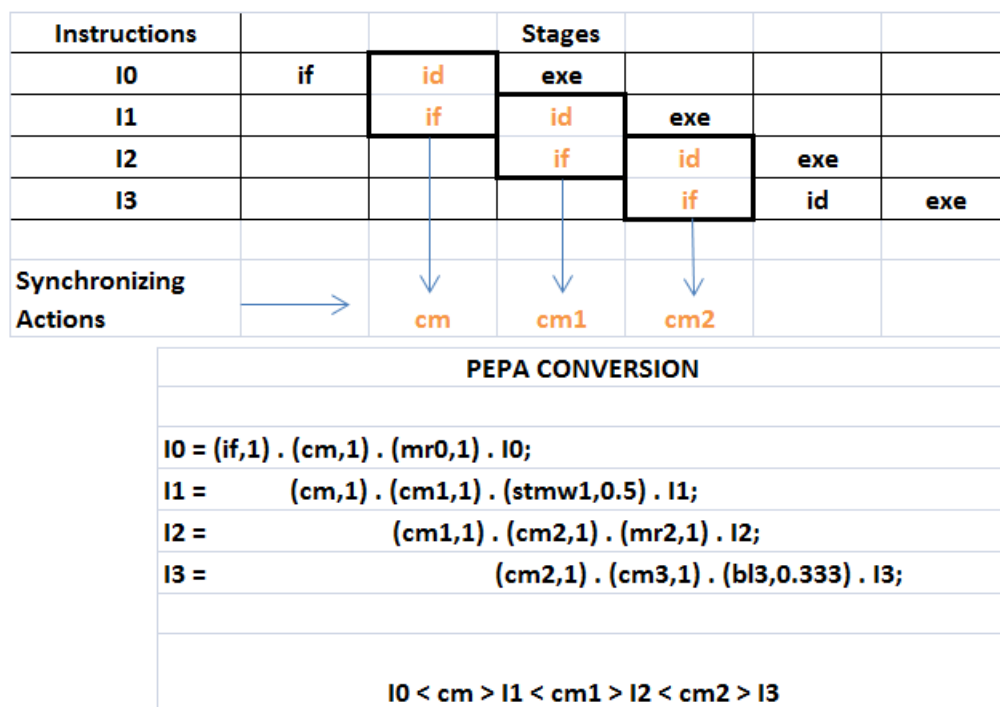 Instructions Stages
I0 if id exe
I1 if id exe
I2 if id exe
I3 if id exe
Synchronizing
Actions cm cm1 cm2
PEPA CONVERSION
I0 = (if,1) . (cm,1) . (mr0,1) . I0;
I1 = (cm,1) . (cm1,1) . (stmw1,0.5) . I1;
I2 = (cm1,1) . (cm2,1) . (mr2,1) . I2;
I3 = (cm2,1) . (cm3,1) . (bl3,0.333) . I3;
I0 < cm > I1 < cm1 > I2 < cm2 > I3